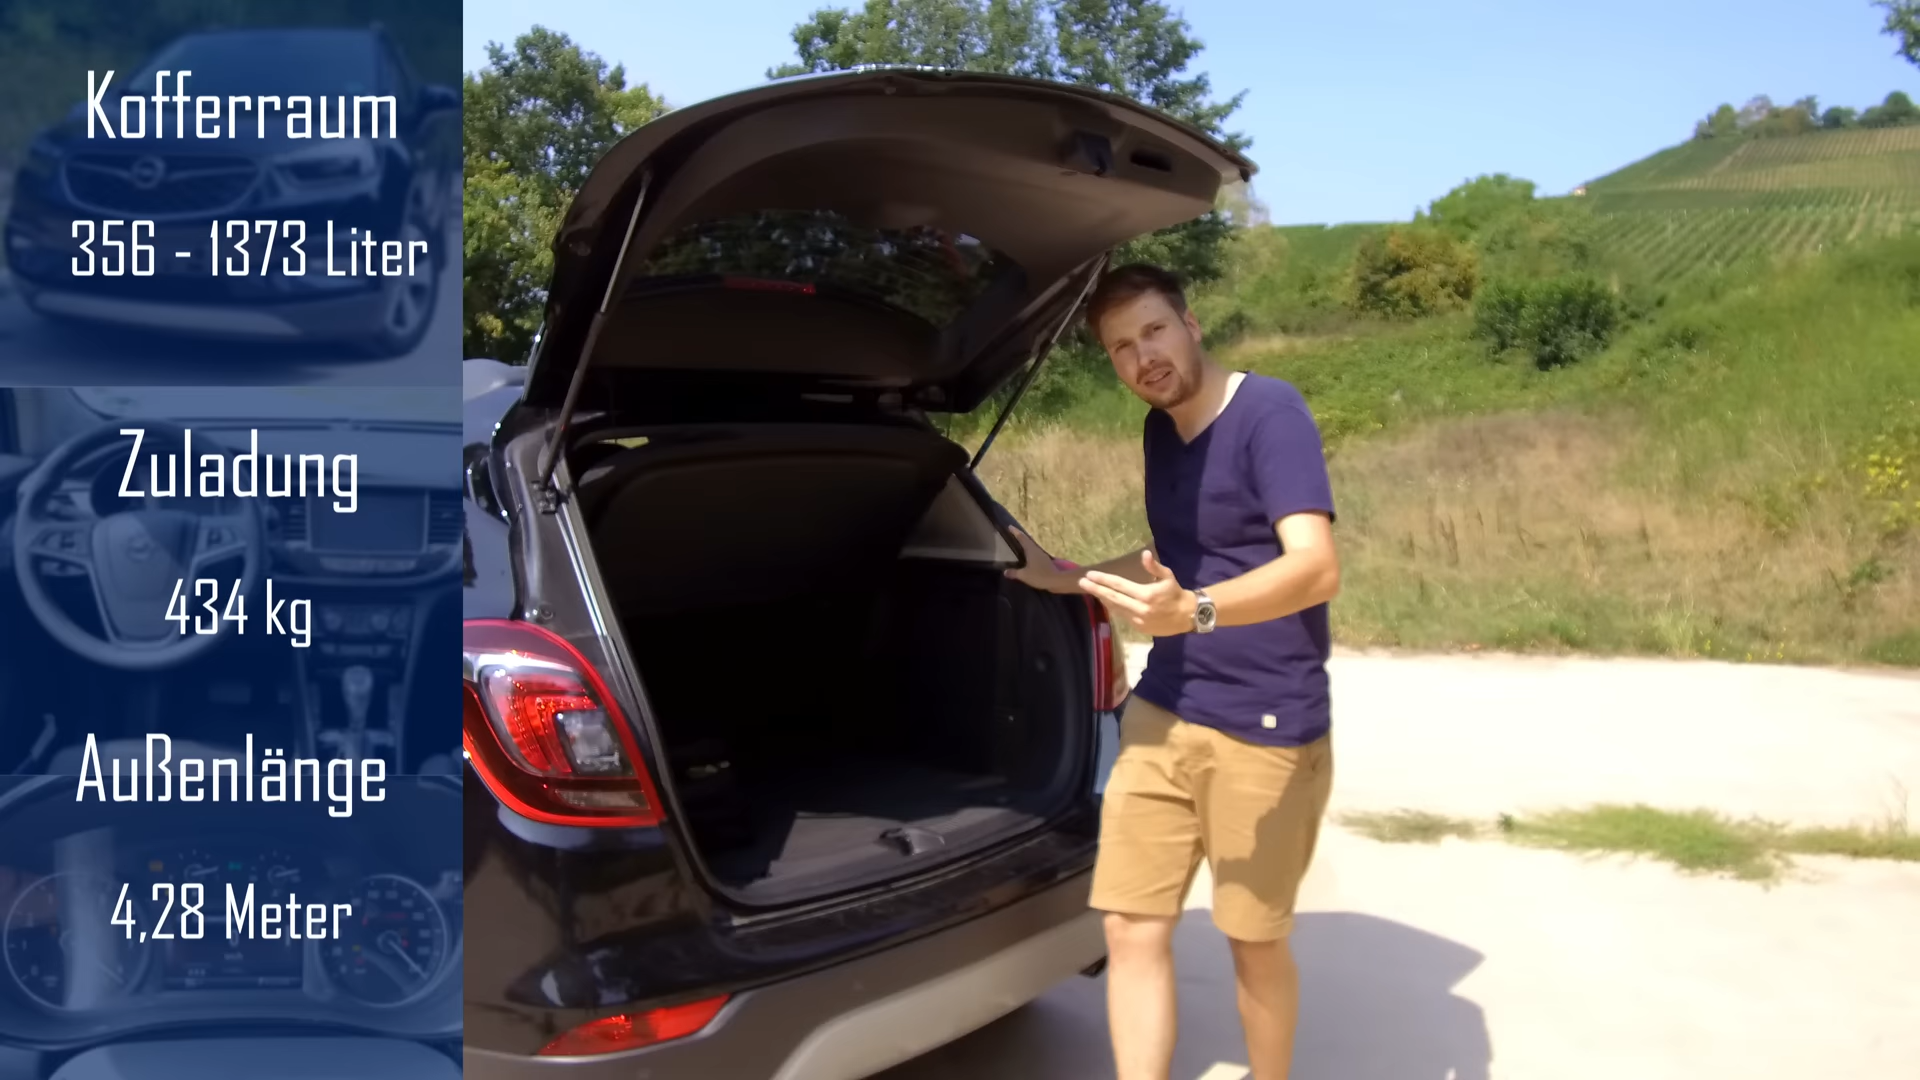 Kofferraum
356 - 1373 Liter
Zuladung
434 kg
Außenlänge
4,28 Meter